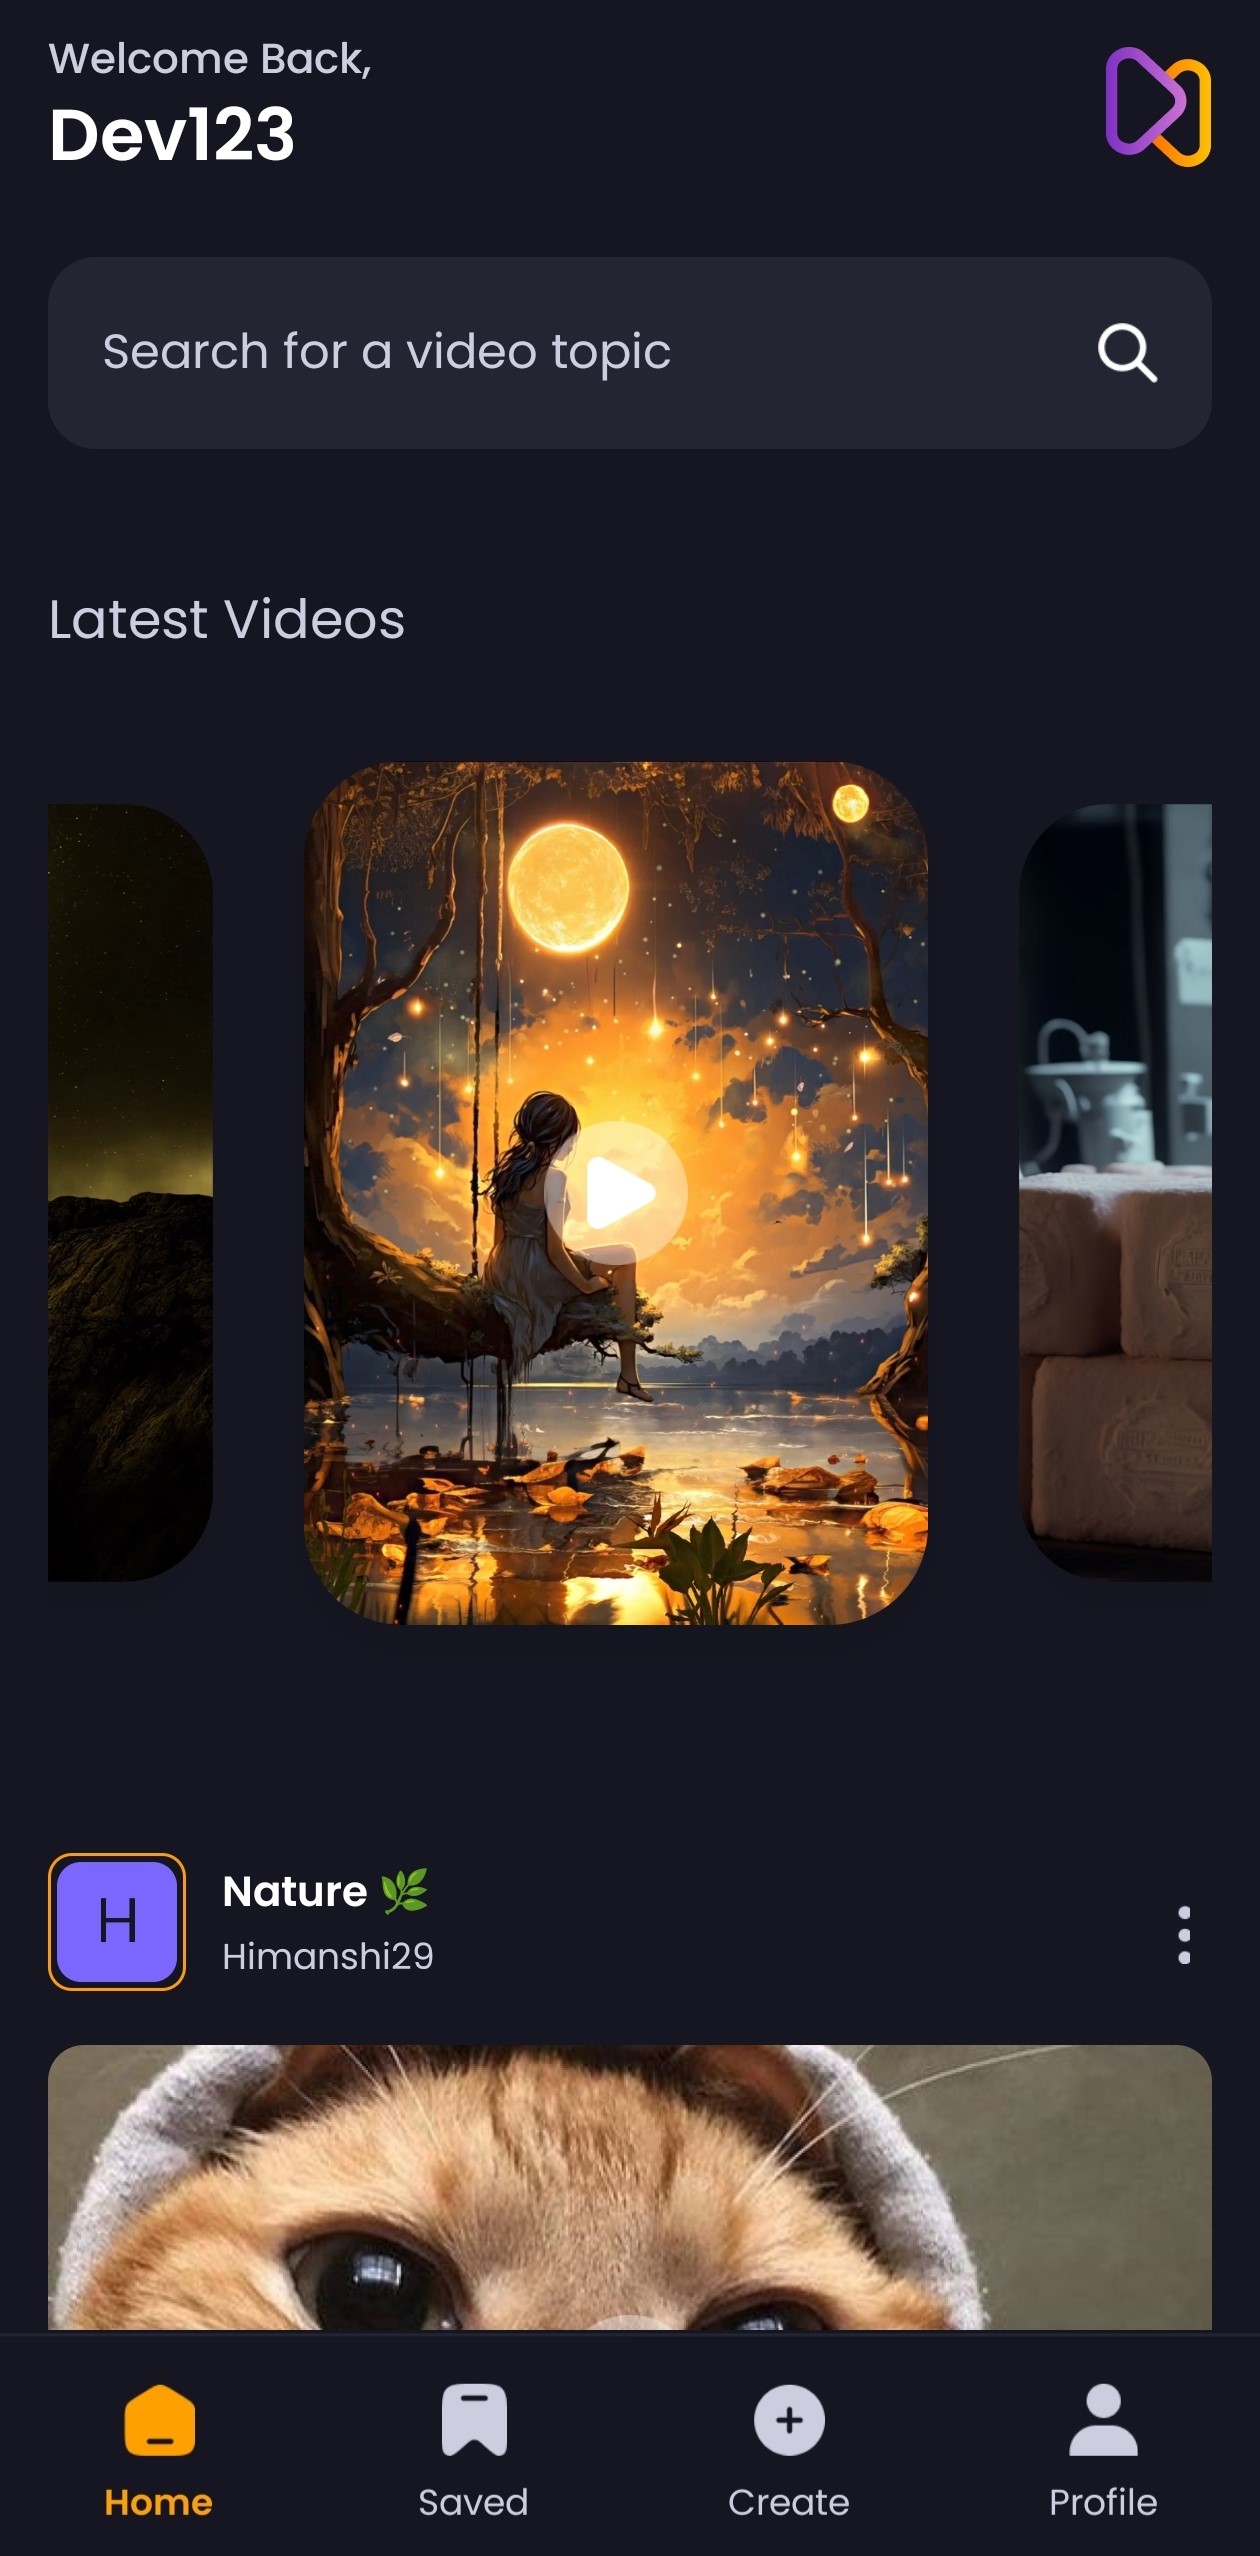 Welcome Back,
Dev123
Search for a video topic
Latest Videos
H
Nature 🌿
Himanshi29
Home
Saved
Create
Profile